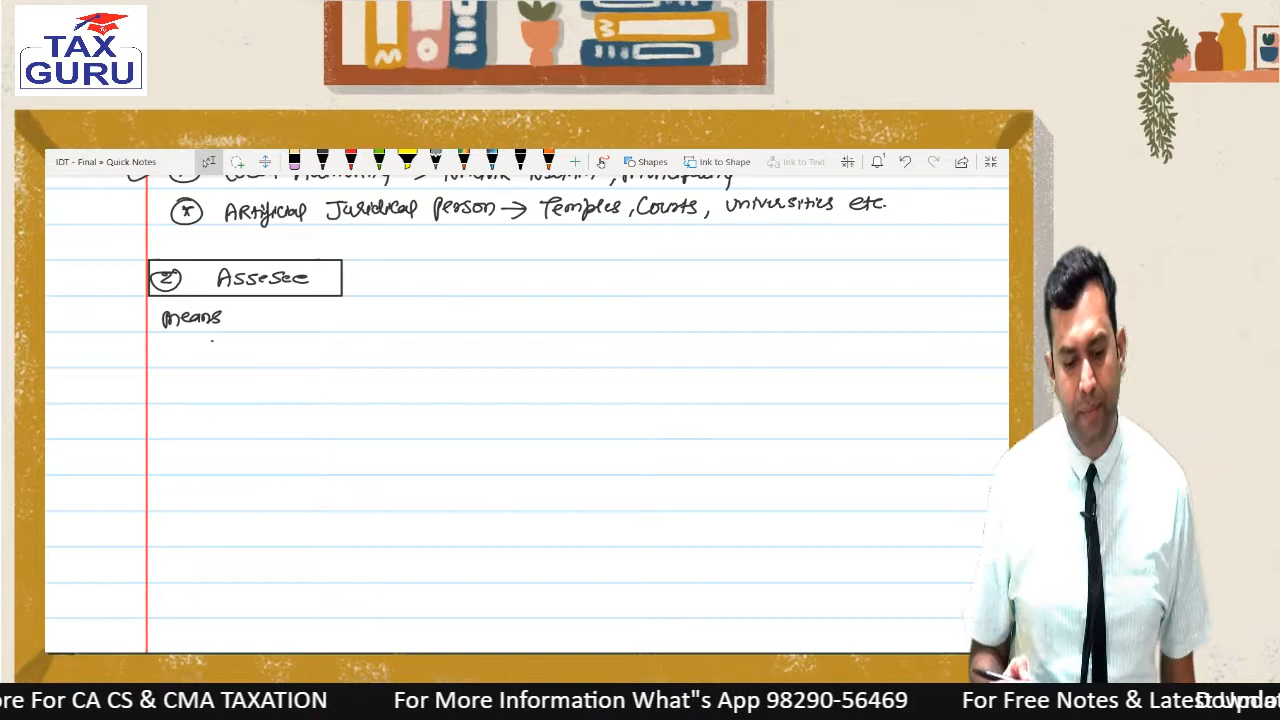 TAX
GURU
IDT - Final » Quick Notes
Shapes
Ink to Shape
Ink to Text
Artificial Juridical Person → Temples, Courts, universities etc.
② Assesee
means
ore For CA CS & CMA TAXATION For More Information What"s App 98290-56469 For Free Notes & Latest